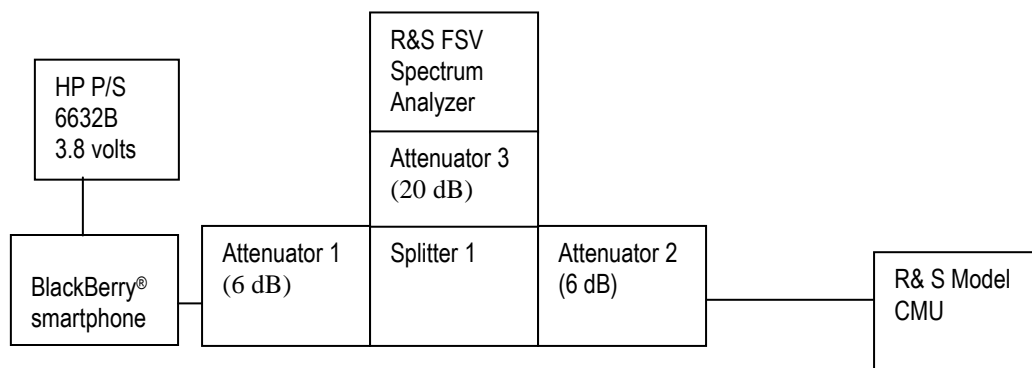 R&S FSV
Spectrum
Analyzer
HP P/S
6632B
3.8 volts
Attenuator 3
(20 dB)
BlackBerry®
smartphone
Attenuator 1
(6 dB)
Splitter 1
Attenuator 2
(6 dB)
R& S Model
CMU